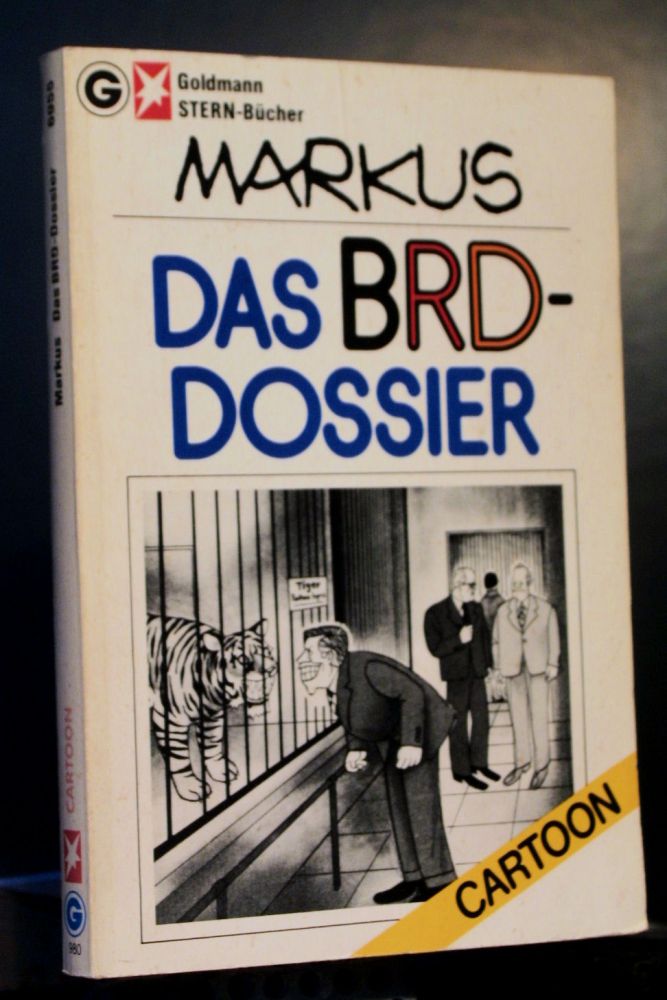 G
Goldmann
STERN-Bücher
MARKUS
DAS BRD-
DOSSIER
Tiger
CARTOON
Markus Das BRD-Dossier 6955
CARTOON
G
980